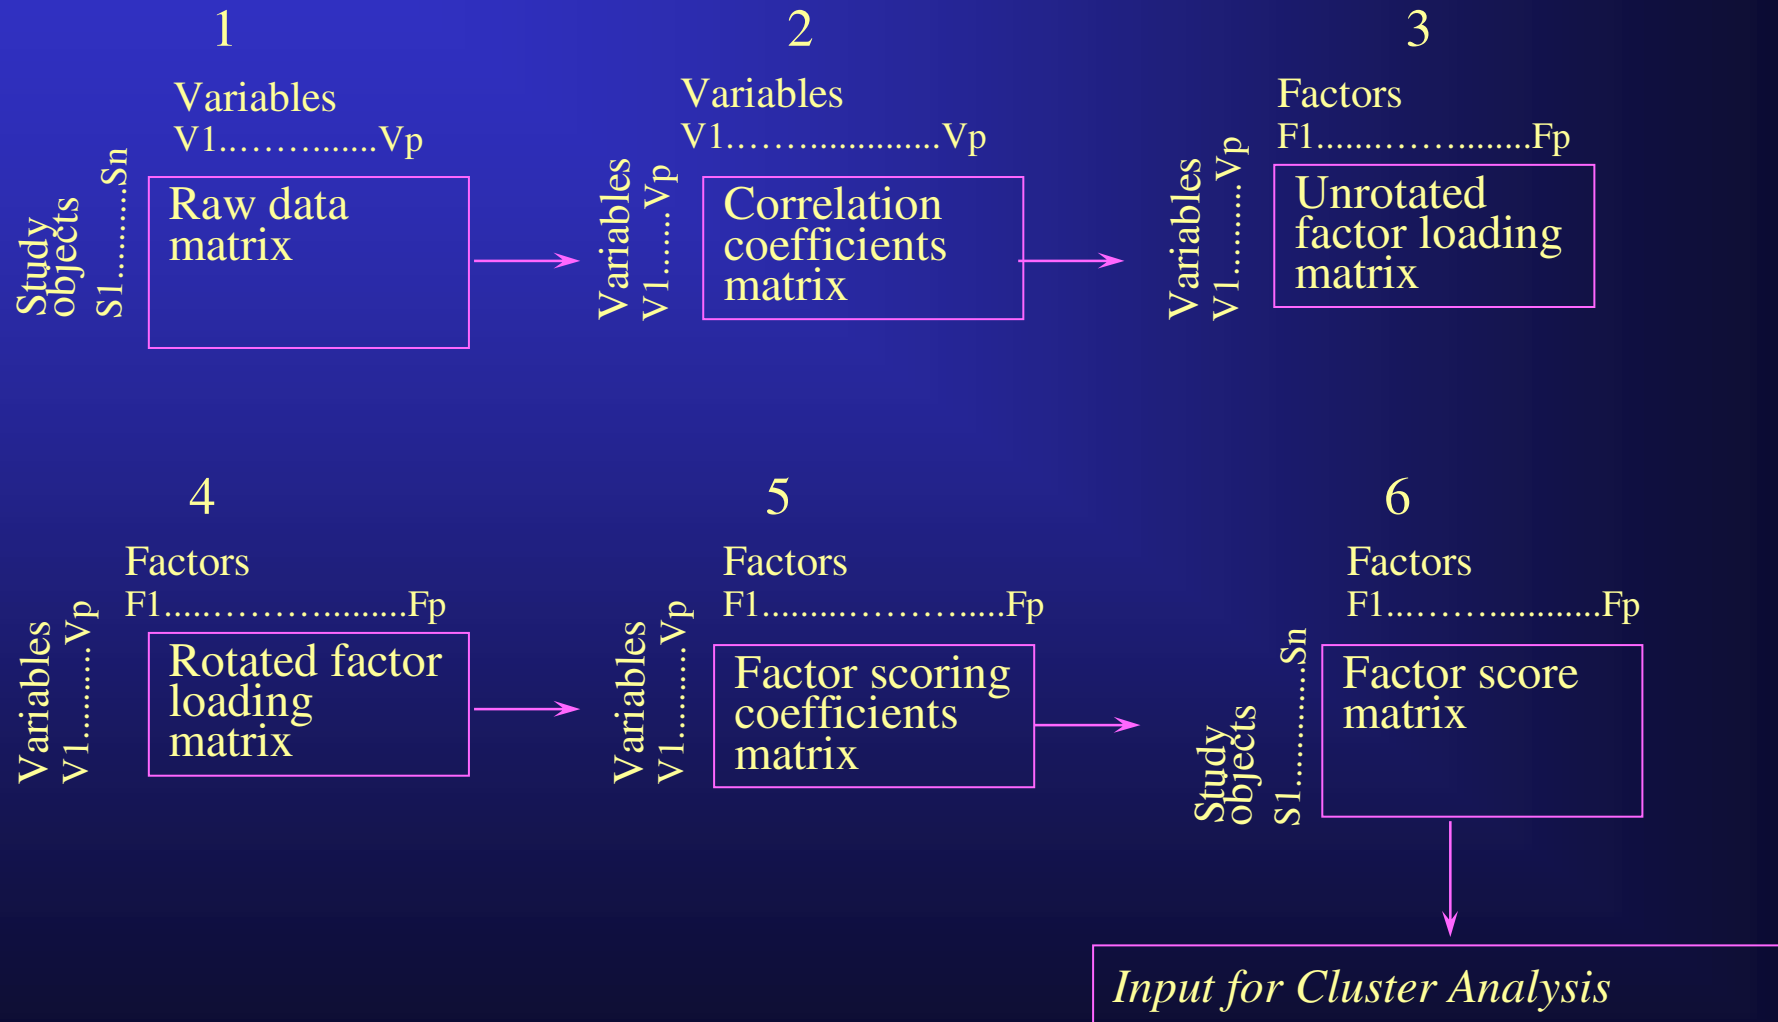 1
Variables
V1..…….......Vp
Study
objects
S1...........Sn
Raw data
matrix
2
Variables
V1……...............Vp
Variables
V1........Vp
Correlation
coefficients
matrix
3
Factors
F1.......…….........Fp
Variables
V1..........Vp
Unrotated
factor loading
matrix
4
Factors
F1.....………..........Fp
Variables
V1..........Vp
Rotated factor
loading
matrix
5
Factors
F1..........…….….....Fp
Variables
V1..........Vp
Factor scoring
coefficients
matrix
6
Factors
F1...……............Fp
Study
objects
S1.............Sn
Factor score
matrix
Input for Cluster Analysis